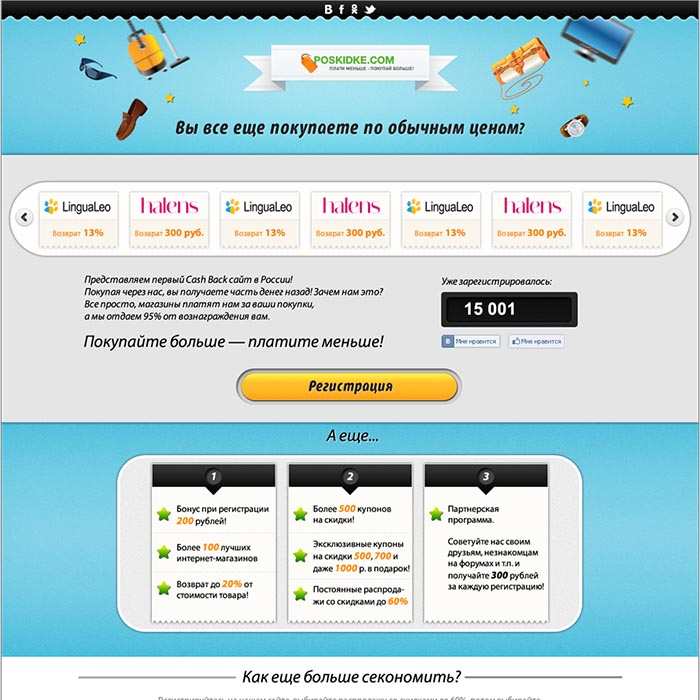 POSKIDKE.COM
ПЛАТИ МЕНЬШЕ - ПОКУПАЙ БОЛЬШЕ!
Вы все еще покупаете по обычным ценам?
LinguaLeo
Возврат 13%
halens
Возврат 300 руб.
LinguaLeo
Возврат 13%
halens
Возврат 300 руб.
LinguaLeo
Возврат 13%
halens
Возврат 300 руб.
LinguaLeo
Возврат 13%
Представляем первый Cash Back сайт в России!
Покупая через нас, вы получаете часть денег назад! Зачем нам это?
Все просто, магазины платят нам за ваши покупки,
а мы отдаем 95% от вознаграждения вам.
Покупайте больше — платите меньше!
Уже зарегистрировалось:
15 001
В Мне нравится
Мне нравится
Регистрация
А еще...
1
Бонус при регистрации
200 рублей!
Более 100 лучших
интернет-магазинов
Возврат до 20% от
стоимости товара!
2
Более 500 купонов
на скидки!
Эксклюзивные купоны
на скидки 500, 700 и
даже 1000 р. в подарок!
Постоянные распрода-
жи со скидками до 60%
3
Партнерская
программа.
Советуйте нас своим
друзьям, незнакомцам
на форумах и т.п. и
получайте 300 рублей
за каждую регистрацию!
Как еще больше секономить?